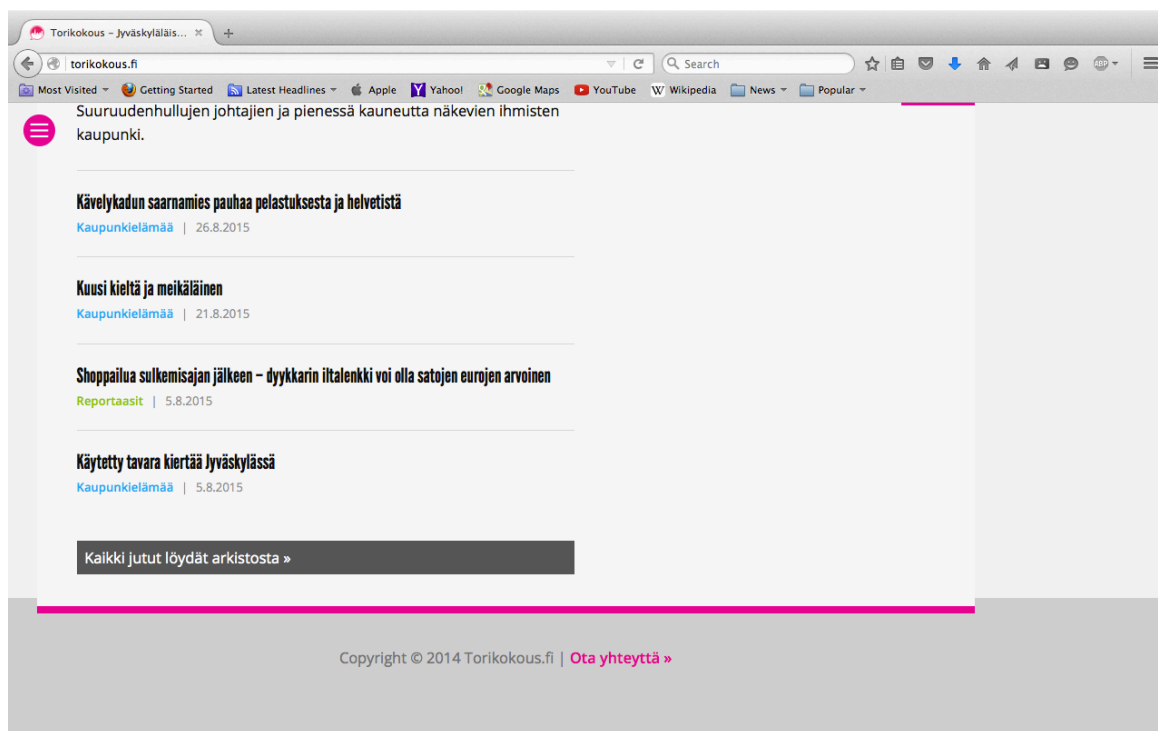 Torikokous – Jyväskyläläis...
torikokous.fi
Search
Most Visited
Getting Started
Latest Headlines
Apple
Yahoo!
Google Maps
YouTube
Wikipedia
News
Popular
Suuruudenhullujen johtajien ja pienessä kauneutta näkevien ihmisten
kaupunki.
Kävelykadun saarnamies pauhaa pelastuksesta ja helvetistä
Kaupunkielämää | 26.8.2015
Kuusi kieltä ja meikäläinen
Kaupunkielämää | 21.8.2015
Shoppailua sulkemisajan jälkeen – dyykkarin iltalenkki voi olla satojen eurojen arvoinen
Reportaasit | 5.8.2015
Käytetty tavara kiertää Jyväskylässä
Kaupunkielämää | 5.8.2015
Kaikki jutut löydät arkistosta »
Copyright © 2014 Torikokous.fi | Ota yhteyttä »